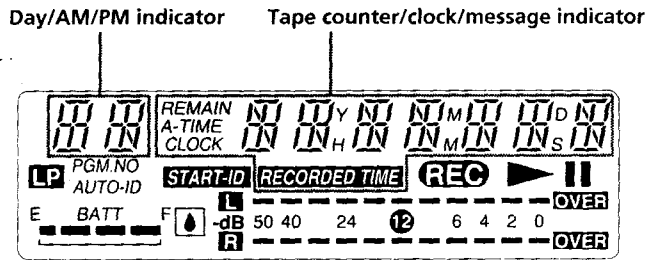 Day/AM/PM indicator
Tape counter/clock/message indicator
REMAIN
A-TIME
CLOCK
Y M D
H M S
LP
PGM.NO
AUTO-ID
START-ID
RECORDED TIME
REC
E BATT F
L
OVER
-dB 50 40 24 12 6 4 2 0
R
OVER